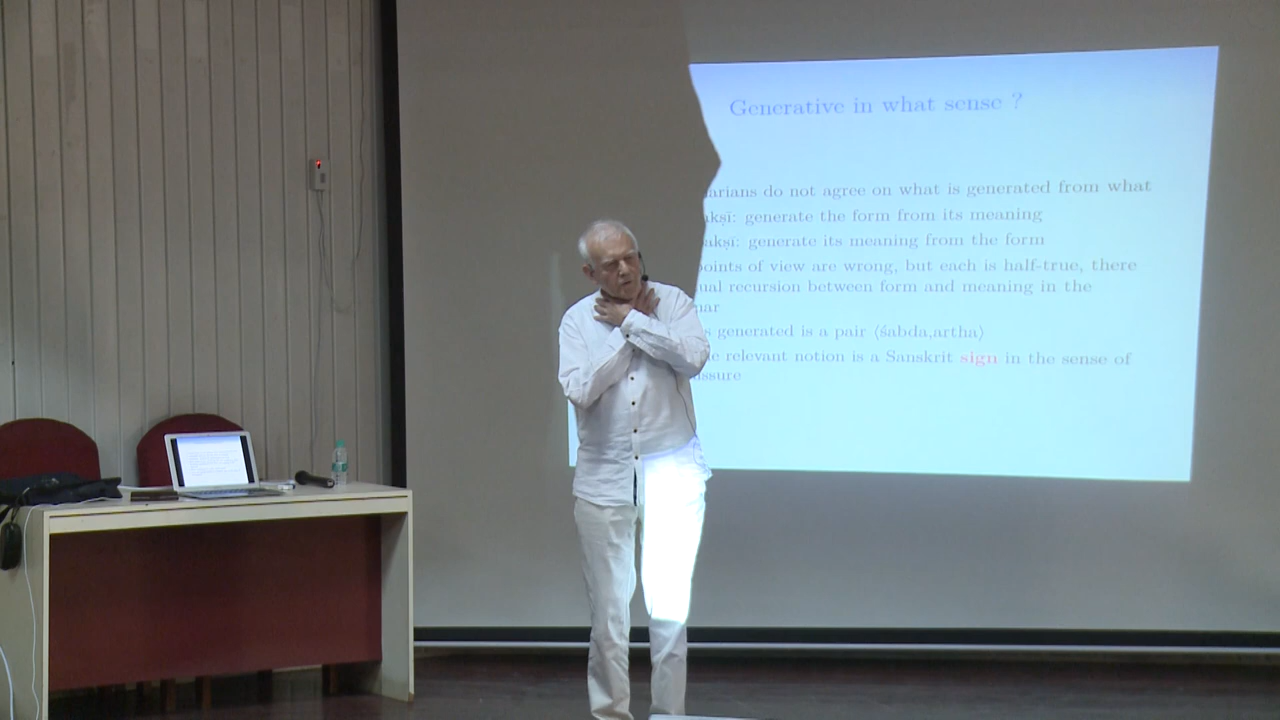 Generative in what sense ?
arians do not agree on what is generated from what
akṣī: generate the form from its meaning
akṣī: generate its meaning from the form
points of view are wrong, but each is half-true, there
ual recursion between form and meaning in the
nar
s generated is a pair ⟨śabda,artha⟩
relevant notion is a Sanskrit sign in the sense of
ussure